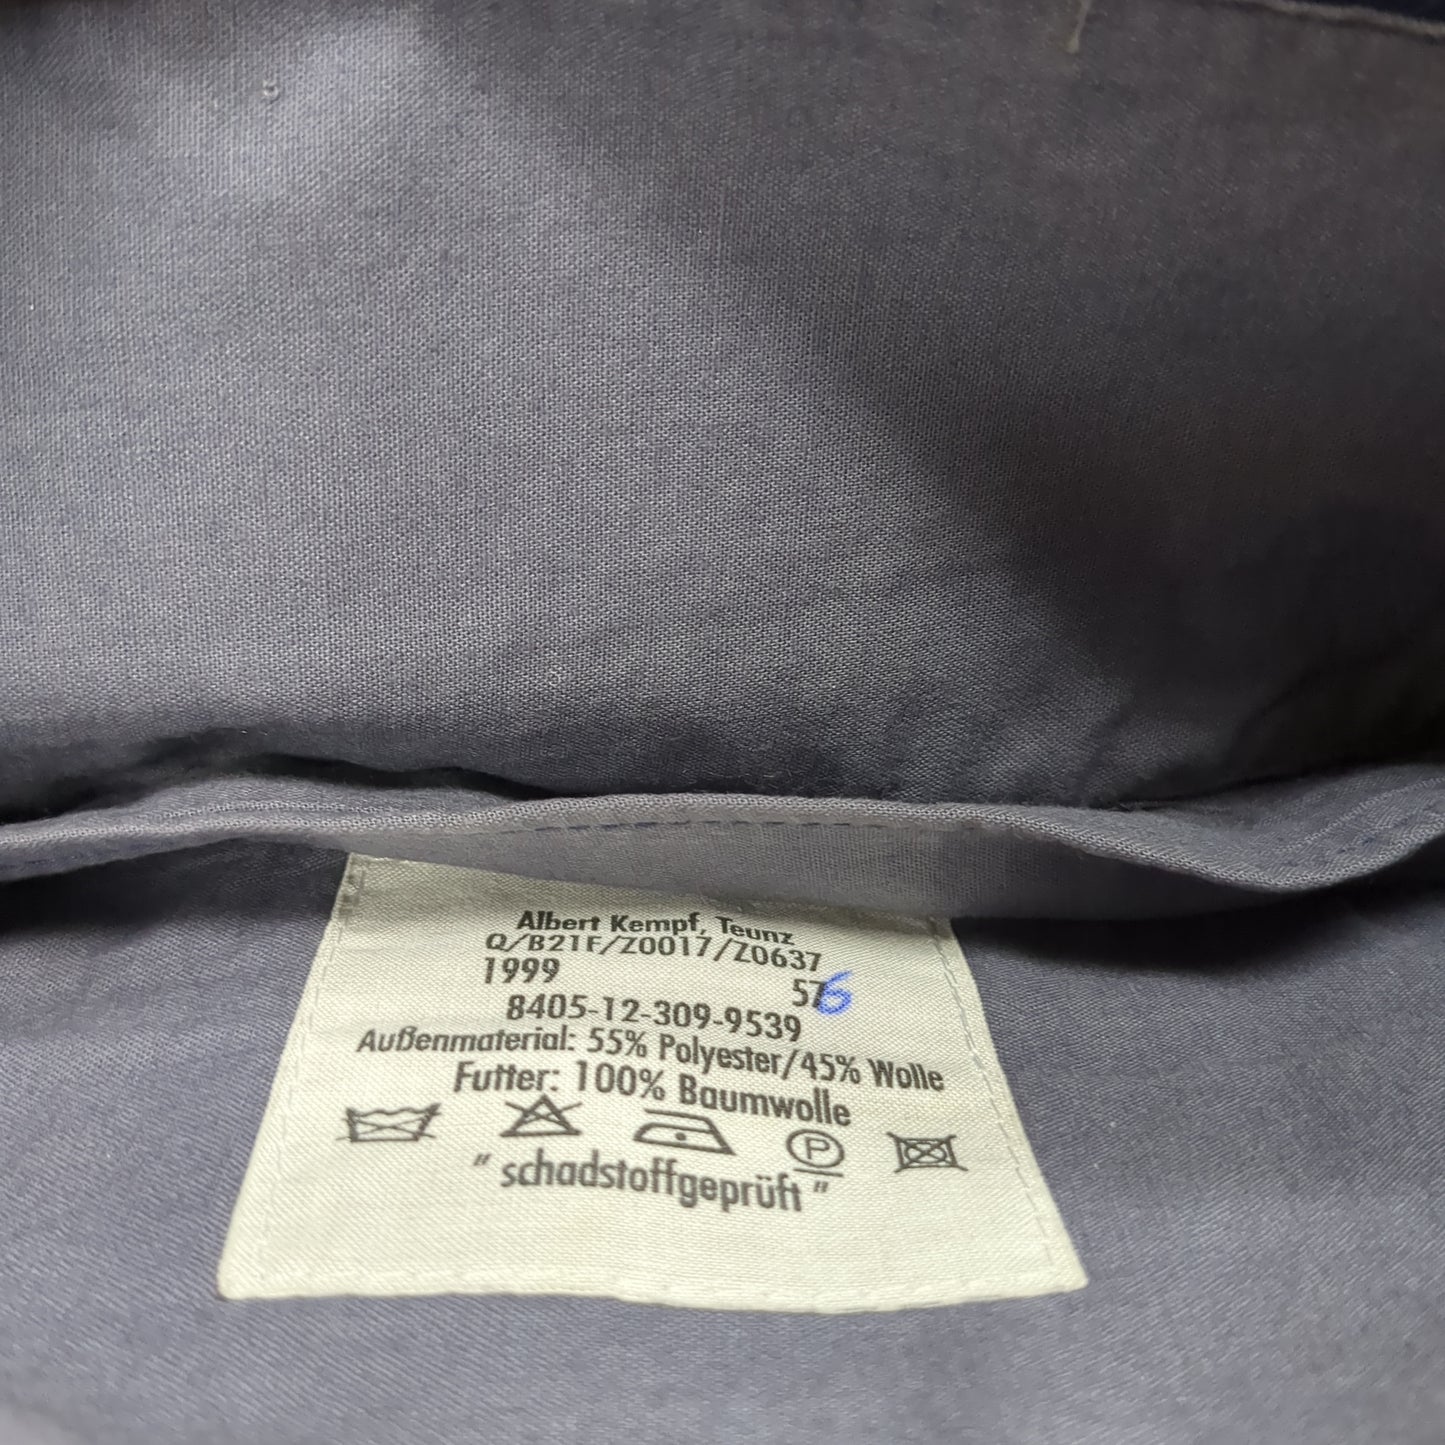 Albert Kempf, Teunz
Q/B21F/Z0017/Z0637
1999 576
8405-12-309-9539
Außenmaterial: 55% Polyester/45% Wolle
Futter: 100% Baumwolle
P
" schadstoffgeprüft "